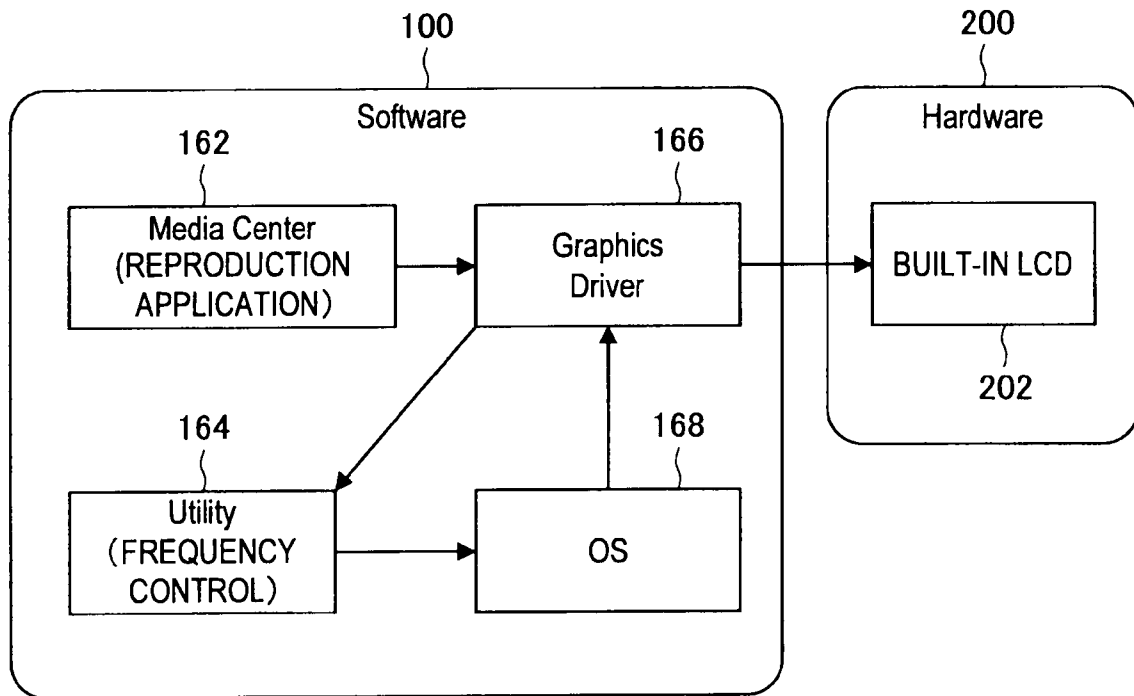 100
200
Software
Hardware
162
166
Media Center
(REPRODUCTION
APPLICATION)
Graphics
Driver
BUILT-IN LCD
202
164
168
Utility
(FREQUENCY
CONTROL)
OS